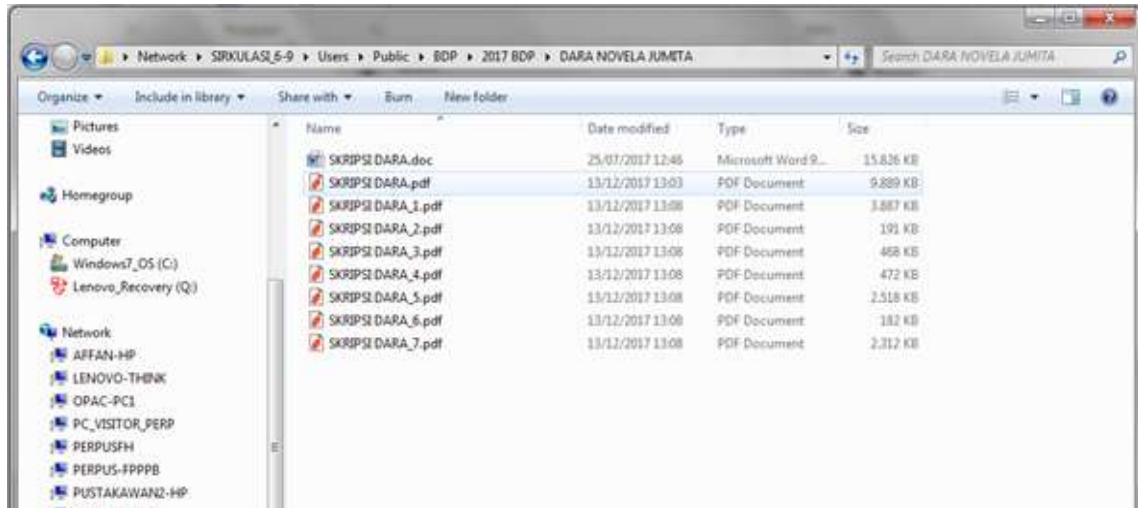 Network ▸ SIRKULASI_6-9 ▸ Users ▸ Public ▸ BDP ▸ 2017 BDP ▸ DARA NOVELA JUMITA
Search DARA NOVELA JUMITA
Organize Include in library Share with Burn New folder
Pictures
Videos
Homegroup
Computer
Windows7_OS (C:)
Lenovo_Recovery (Q:)
Network
AFFAN-HP
LENOVO-THINK
OPAC-PC1
PC_VISITOR_PERP
PERPUSFH
PERPUS-FPPPB
PUSTAKAWAN2-HP
Name Date modified Type Size
SKRIPSI DARA.doc 25/07/2017 12:46 Microsoft Word 9... 15.826 KB
SKRIPSI DARA.pdf 13/12/2017 13:03 PDF Document 9.889 KB
SKRIPSI DARA_1.pdf 13/12/2017 13:08 PDF Document 3.887 KB
SKRIPSI DARA_2.pdf 13/12/2017 13:08 PDF Document 191 KB
SKRIPSI DARA_3.pdf 13/12/2017 13:08 PDF Document 468 KB
SKRIPSI DARA_4.pdf 13/12/2017 13:08 PDF Document 472 KB
SKRIPSI DARA_5.pdf 13/12/2017 13:08 PDF Document 2.518 KB
SKRIPSI DARA_6.pdf 13/12/2017 13:08 PDF Document 182 KB
SKRIPSI DARA_7.pdf 13/12/2017 13:08 PDF Document 2.312 KB